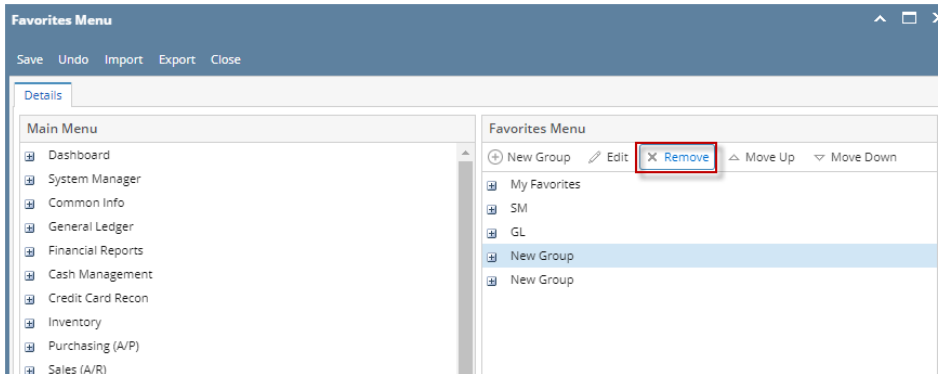 Favorites Menu
Save Undo Import Export Close
Details
Main Menu
Dashboard
System Manager
Common Info
General Ledger
Financial Reports
Cash Management
Credit Card Recon
Inventory
Purchasing (A/P)
Sales (A/R)
Favorites Menu
New Group Edit Remove Move Up Move Down
My Favorites
SM
GL
New Group
New Group